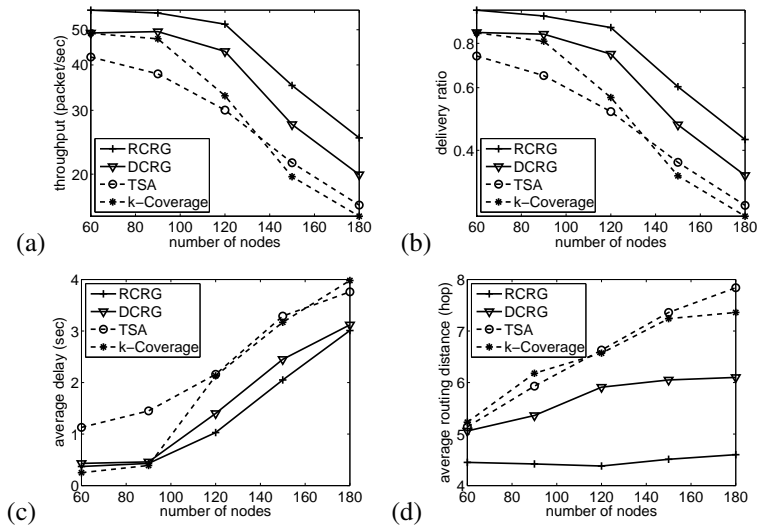 throughput (packet/sec)
50
40
30
20
60 80 100 120 140 160 180
number of nodes
RCRG
DCRG
TSA
k−Coverage
(a)
delivery ratio
0.8
0.6
0.4
60 80 100 120 140 160 180
number of nodes
RCRG
DCRG
TSA
k−Coverage
(b)
average delay (sec)
4
3
2
1
0
60 80 100 120 140 160 180
number of nodes
RCRG
DCRG
TSA
k−Coverage
(c)
average routing distance (hop)
8
7
6
5
4
60 80 100 120 140 160 180
number of nodes
RCRG
DCRG
TSA
k−Coverage
(d)